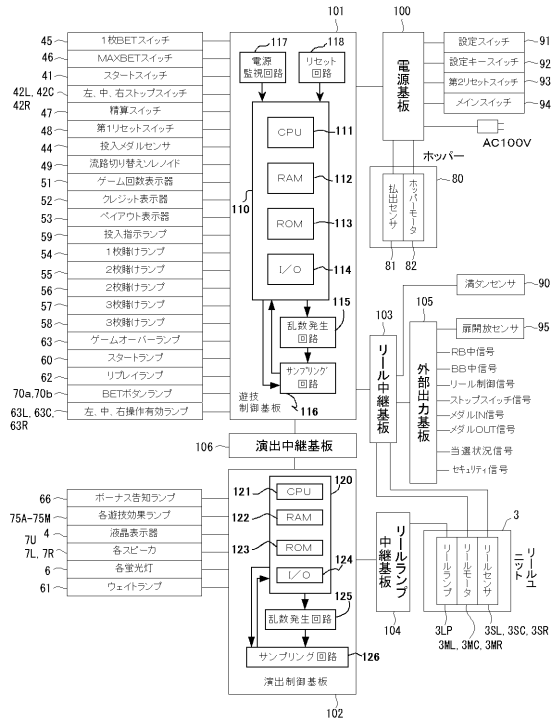 101
100
45
1枚BETスイッチ
46
MAXBETスイッチ
41
スタートスイッチ
42L, 42C,
42R
左、中、右ストップスイッチ
47
精算スイッチ
48
第1リセットスイッチ
44
投入メダルセンサ
49
流路切り替えソレノイド
51
ゲーム回数表示器
52
クレジット表示器
53
ペイアウト表示器
59
投入指示ランプ
54
1枚賭けランプ
55
2枚賭けランプ
56
2枚賭けランプ
57
3枚賭けランプ
58
3枚賭けランプ
63
ゲームオーバーランプ
60
スタートランプ
62
リプレイランプ
70a,70b
BETボタンランプ
63L, 63C,
63R
左、中、右操作有効ランプ
117
118
電源
監視回路
リセット
回路
CPU
111
RAM
112
110
ROM
113
I/O
114
115
乱数発生
回路
サンプリング
回路
遊技
制御基板
116
電源基板
設定スイッチ
91
設定キースイッチ
92
第2リセットスイッチ
93
メインスイッチ
94
AC100V
ホッパー
80
払出センサ
ホッパーモータ
81
82
満タンセンサ
90
103
105
リール中継基板
外部出力基板
扉開放センサ
95
RB中信号
BB中信号
リール制御信号
ストップスイッチ信号
メダルIN信号
メダルOUT信号
当選状況信号
セキュリティ信号
106
演出中継基板
66
ボーナス告知ランプ
75A-75M
各遊技効果ランプ
4
液晶表示器
7U
7L, 7R
各スピーカ
6
各蛍光灯
61
ウェイトランプ
121
CPU
120
122
RAM
123
ROM
I/O
124
125
乱数発生回路
サンプリング回路
126
演出制御基板
102
リールランプ
中継基板
104
3
リールランプ
リールモータ
リールセンサ
リールユニット
3LP
3SL, 3SC, 3SR
3ML, 3MC, 3MR